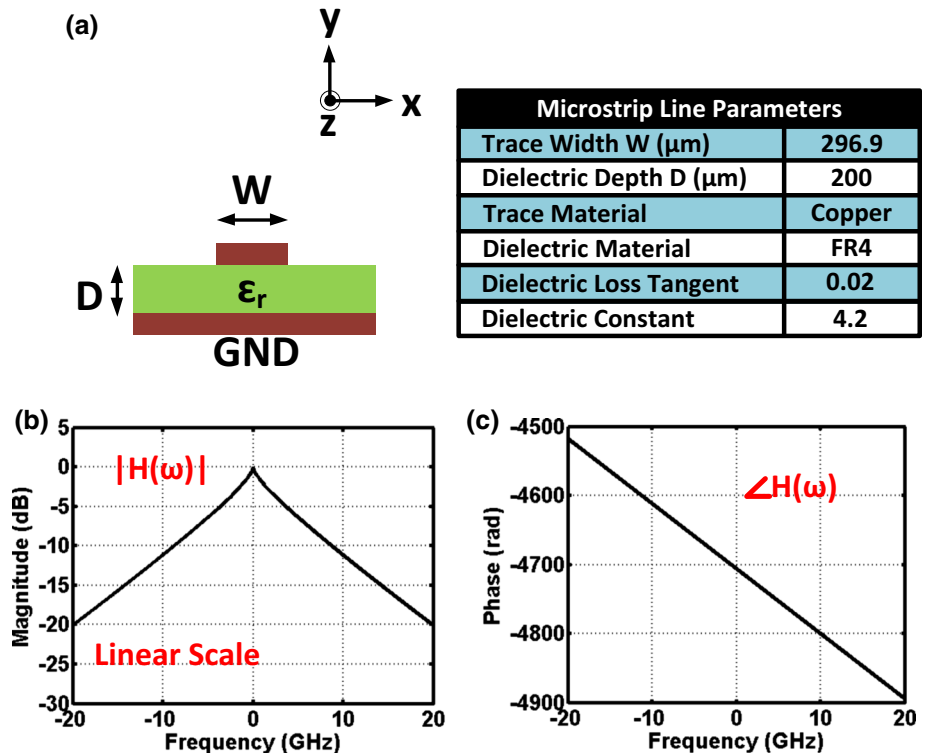 (a)
y
x
z
W
D
εr
GND
Microstrip Line Parameters
Trace Width W (µm) 296.9
Dielectric Depth D (µm) 200
Trace Material Copper
Dielectric Material FR4
Dielectric Loss Tangent 0.02
Dielectric Constant 4.2
(b)
5
0
-5
-10
-15
-20
-25
-30
Magnitude (dB)
|H(ω)|
Linear Scale
-20 -10 0 10 20
Frequency (GHz)
(c)
-4500
-4600
-4700
-4800
-4900
Phase (rad)
∠H(ω)
-20 -10 0 10 20
Frequency (GHz)